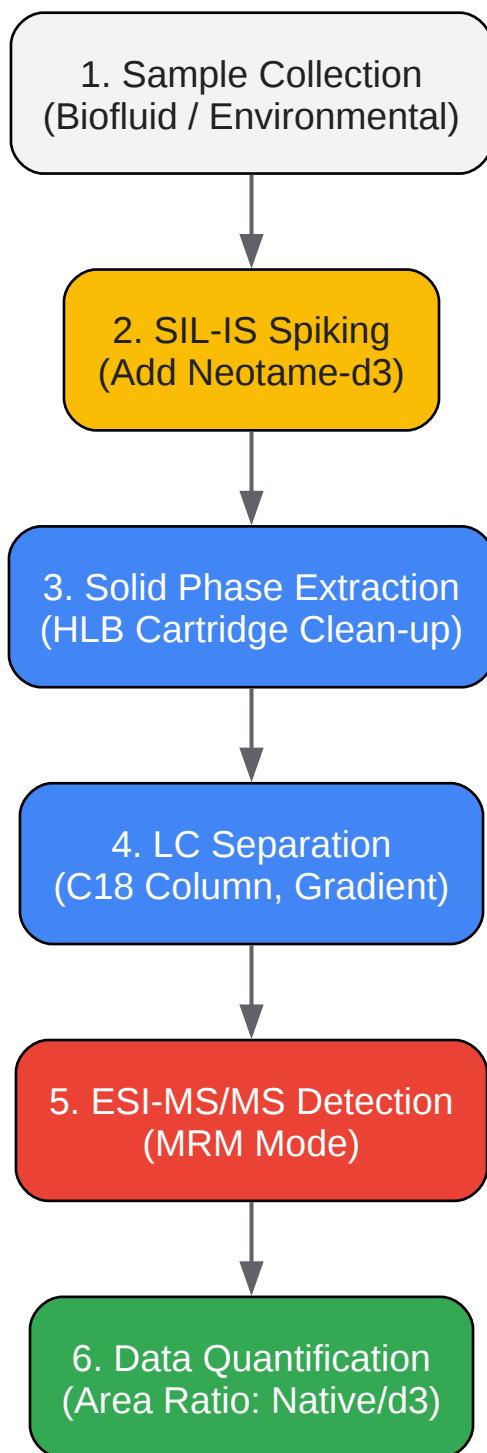 1. Sample Collection
(Biofluid / Environmental)
2. SIL-IS Spiking
(Add Neotame-d3)
3. Solid Phase Extraction
(HLB Cartridge Clean-up)
4. LC Separation
(C18 Column, Gradient)
5. ESI-MS/MS Detection
(MRM Mode)
6. Data Quantification
(Area Ratio: Native/d3)